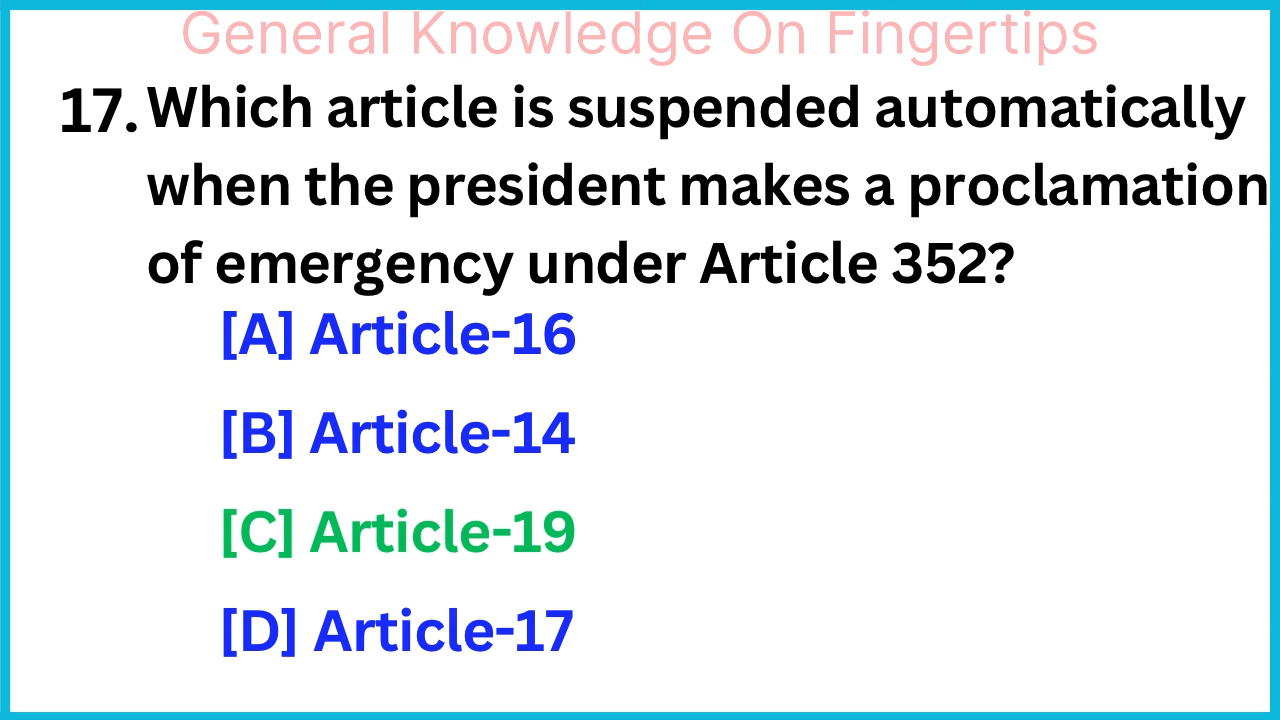 General Knowledge On Fingertips
17. Which article is suspended automatically
when the president makes a proclamation
of emergency under Article 352?
[A] Article-16
[B] Article-14
[C] Article-19
[D] Article-17